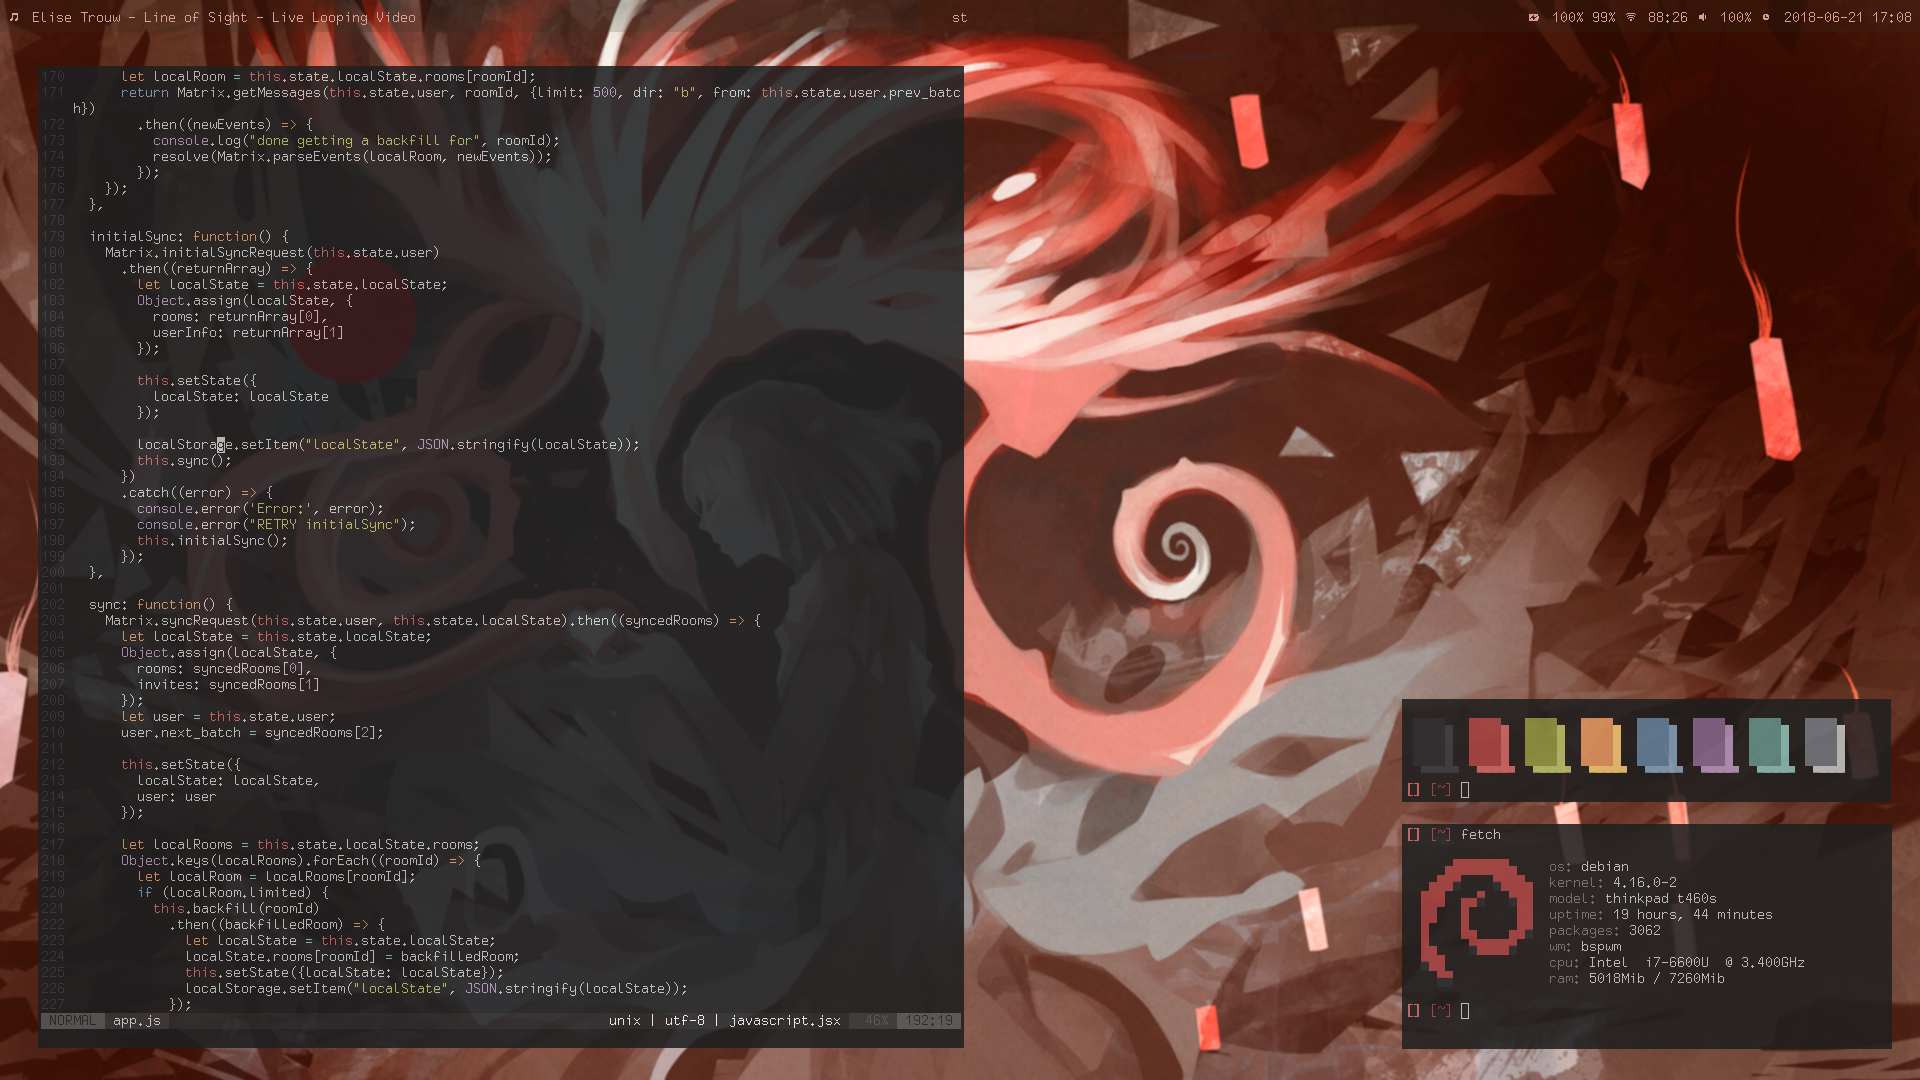 Elise Trouw - Line of Sight - Live Looping Video
st
100% 99% 88:26 100% 2018-06-21 17:08
170 let localRoom = this.state.localState.rooms[roomId];
171 return Matrix.getMessages(this.state.user, roomId, {limit: 500, dir: "b", from: this.state.user.prev_batc
h})
172 .then((newEvents) => {
173 console.log("done getting a backfill for", roomId);
174 resolve(Matrix.parseEvents(localRoom, newEvents));
175 });
176 });
177 },
178
179 initialSync: function() {
180 Matrix.initialSyncRequest(this.state.user)
181 .then((returnArray) => {
182 let localState = this.state.localState;
183 Object.assign(localState, {
184 rooms: returnArray[0],
185 userInfo: returnArray[1]
186 });
187
188 this.setState({
189 localState: localState
190 });
191
192 localStorage.setItem("localState", JSON.stringify(localState));
193 this.sync();
194 })
195 .catch((error) => {
196 console.error('Error:', error);
197 console.error("RETRY initialSync");
198 this.initialSync();
199 });
200 },
201
202 sync: function() {
203 Matrix.syncRequest(this.state.user, this.state.localState).then((syncedRooms) => {
204 let localState = this.state.localState;
205 Object.assign(localState, {
206 rooms: syncedRooms[0],
207 invites: syncedRooms[1]
208 });
209 let user = this.state.user;
210 user.next_batch = syncedRooms[2];
211
212 this.setState({
213 localState: localState,
214 user: user
215 });
216
217 let localRooms = this.state.localState.rooms;
218 Object.keys(localRooms).forEach((roomId) => {
219 let localRoom = localRooms[roomId];
220 if (localRoom.limited) {
221 this.backfill(roomId)
222 .then((backfilledRoom) => {
223 let localState = this.state.localState;
224 localState.rooms[roomId] = backfilledRoom;
225 this.setState({localState: localState});
226 localStorage.setItem("localState", JSON.stringify(localState));
227 });
NORMAL app.js unix | utf-8 | javascript.jsx 46% 192:19
[] [~]
[] [~] fetch
os: debian
kernel: 4.16.0-2
model: thinkpad t460s
uptime: 19 hours, 44 minutes
packages: 3062
wm: bspwm
cpu: Intel i7-6600U @ 3.400GHz
ram: 5018Mib / 7260Mib
[] [~]